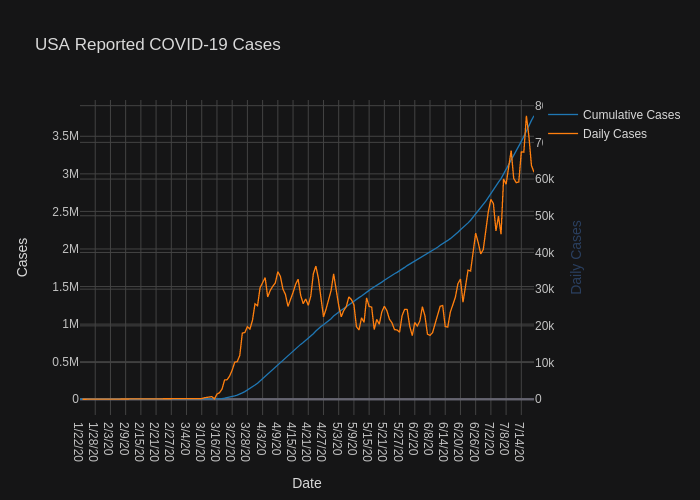 USA Reported COVID-19 Cases
Cumulative Cases
Daily Cases
Cases
3.5M
3M
2.5M
2M
1.5M
1M
0.5M
0
60k
50k
40k
30k
20k
10k
0
Daily Cases
1/22/20
1/28/20
2/3/20
2/9/20
2/15/20
2/21/20
2/27/20
3/4/20
3/10/20
3/16/20
3/22/20
3/28/20
4/3/20
4/9/20
4/15/20
4/21/20
4/27/20
5/3/20
5/9/20
5/15/20
5/21/20
5/27/20
6/2/20
6/8/20
6/14/20
6/20/20
6/26/20
7/2/20
7/8/20
7/14/20
Date